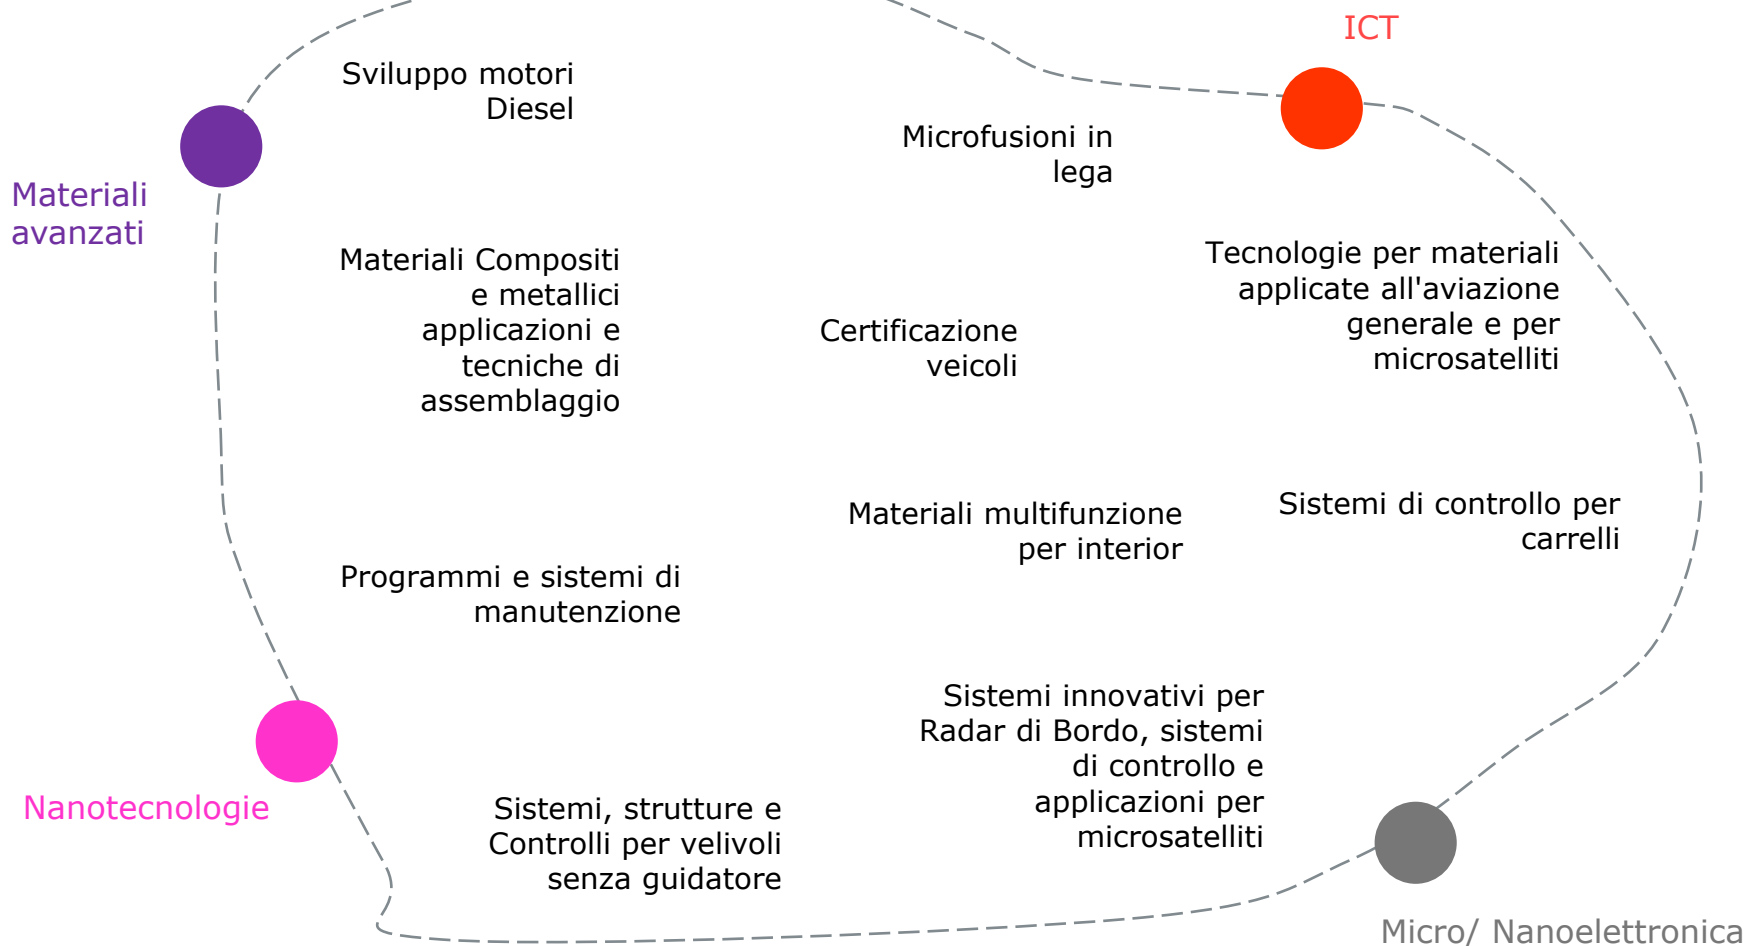 ICT
Sviluppo motori
Diesel
Microfusioni in
lega
Materiali
avanzati
Materiali Compositi
e metallici
applicazioni e
tecniche di
assemblaggio
Certificazione
veicoli
Tecnologie per materiali
applicate all'aviazione
generale e per
microsatelliti
Materiali multifunzione
per interior
Sistemi di controllo per
carrelli
Programmi e sistemi di
manutenzione
Nanotecnologie
Sistemi, strutture e
Controlli per velivoli
senza guidatore
Sistemi innovativi per
Radar di Bordo, sistemi
di controllo e
applicazioni per
microsatelliti
Micro/ Nanoelettronica